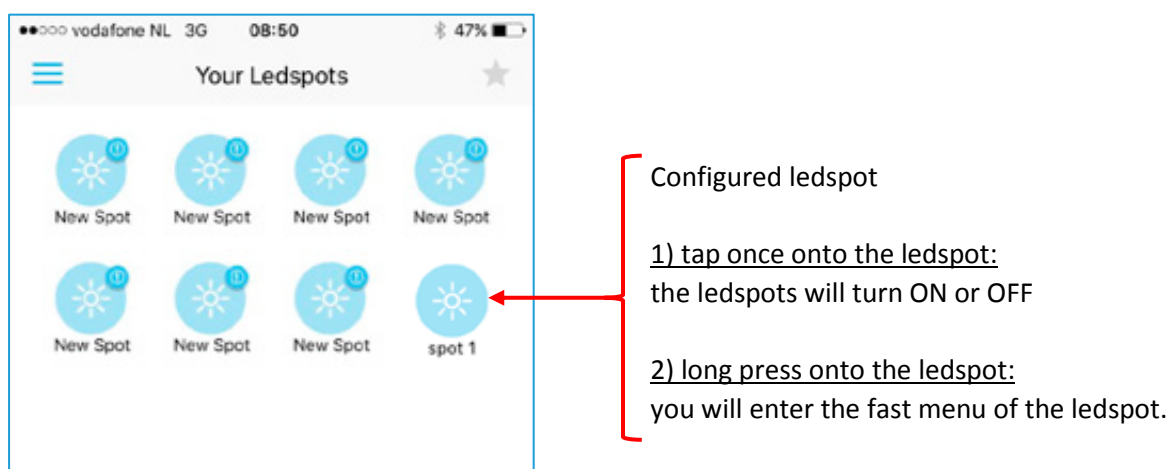 vodafone NL 3G 08:50 47%
Your Ledspots
New Spot New Spot New Spot New Spot
New Spot New Spot New Spot spot 1
Configured ledspot
1) tap once onto the ledspot:
the ledspots will turn ON or OFF
2) long press onto the ledspot:
you will enter the fast menu of the ledspot.